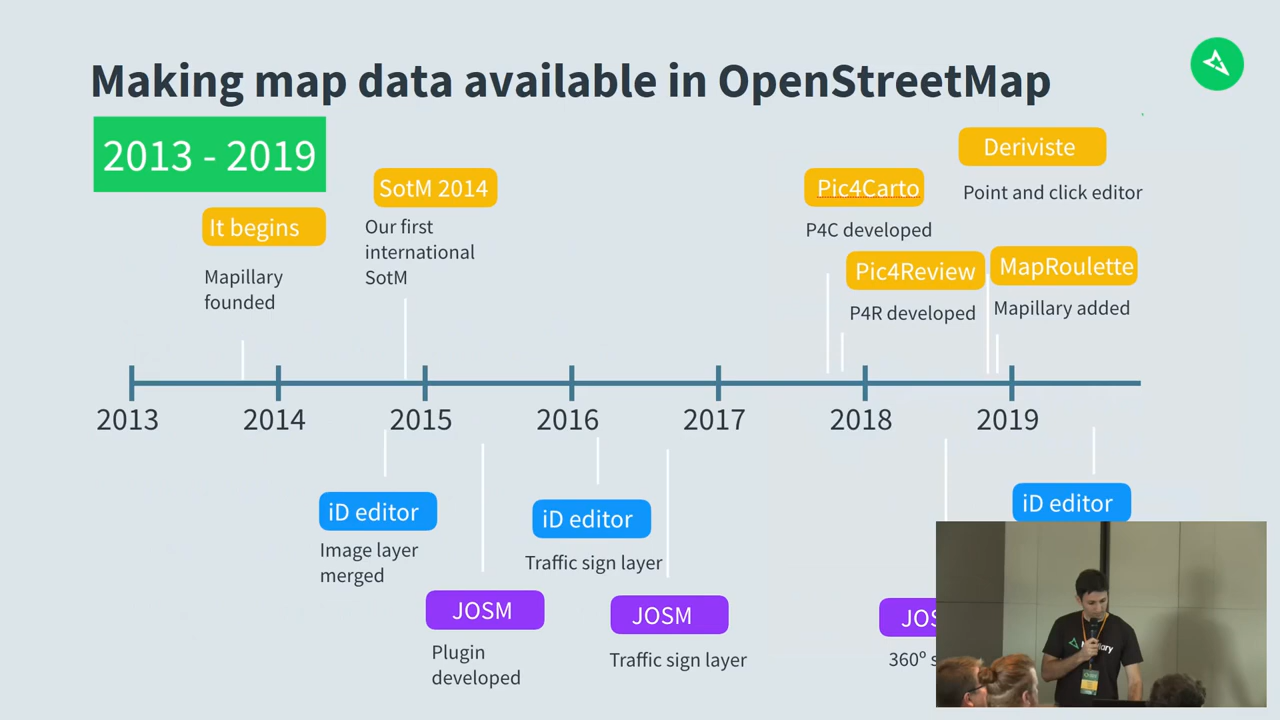 Making map data available in OpenStreetMap
2013 - 2019
Deriviste
Point and click editor
SotM 2014
Our first
international
SotM
Pic4Carto
P4C developed
It begins
Mapillary
founded
Pic4Review
P4R developed
MapRoulette
Mapillary added
2013
2014
2015
2016
2017
2018
2019
iD editor
Image layer
merged
iD editor
Traffic sign layer
iD editor
JOSM
Plugin
developed
JOSM
Traffic sign layer
360º